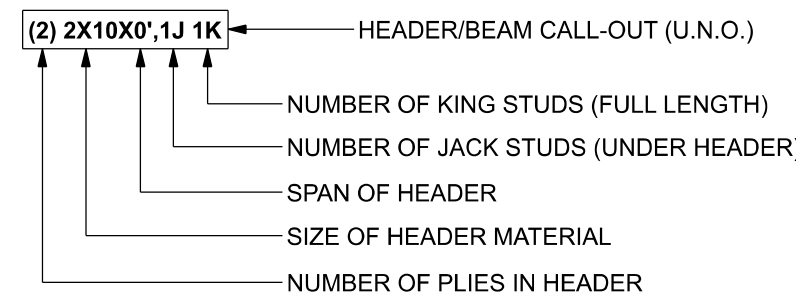 (2) 2X10X0',1J 1K
HEADER/BEAM CALL-OUT (U.N.O.)
NUMBER OF KING STUDS (FULL LENGTH)
NUMBER OF JACK STUDS (UNDER HEADER)
SPAN OF HEADER
SIZE OF HEADER MATERIAL
NUMBER OF PLIES IN HEADER